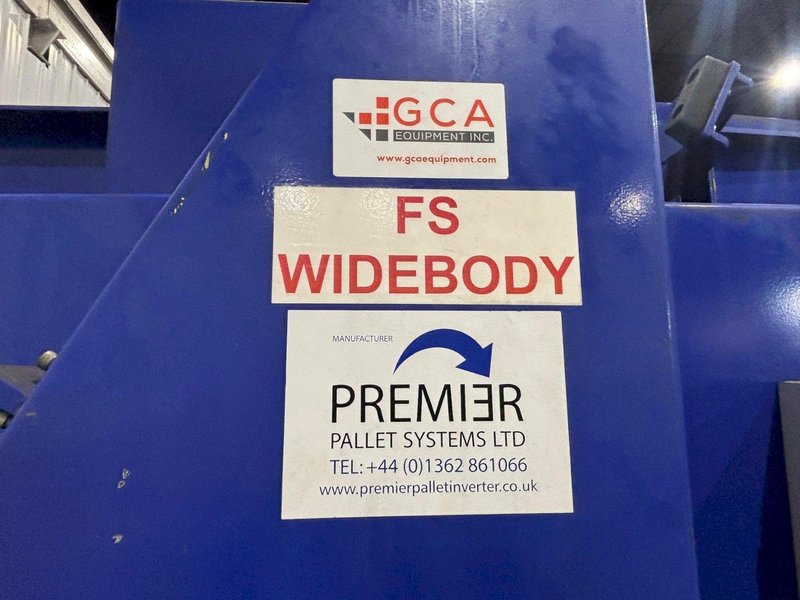 GCA
EQUIPMENT INC.
www.gcaequipment.com
FS
WIDEBODY
MANUFACTURER
PREMIƎR
PALLET SYSTEMS LTD
TEL: +44 (0)1362 861066
www.premierpalletinverter.co.uk